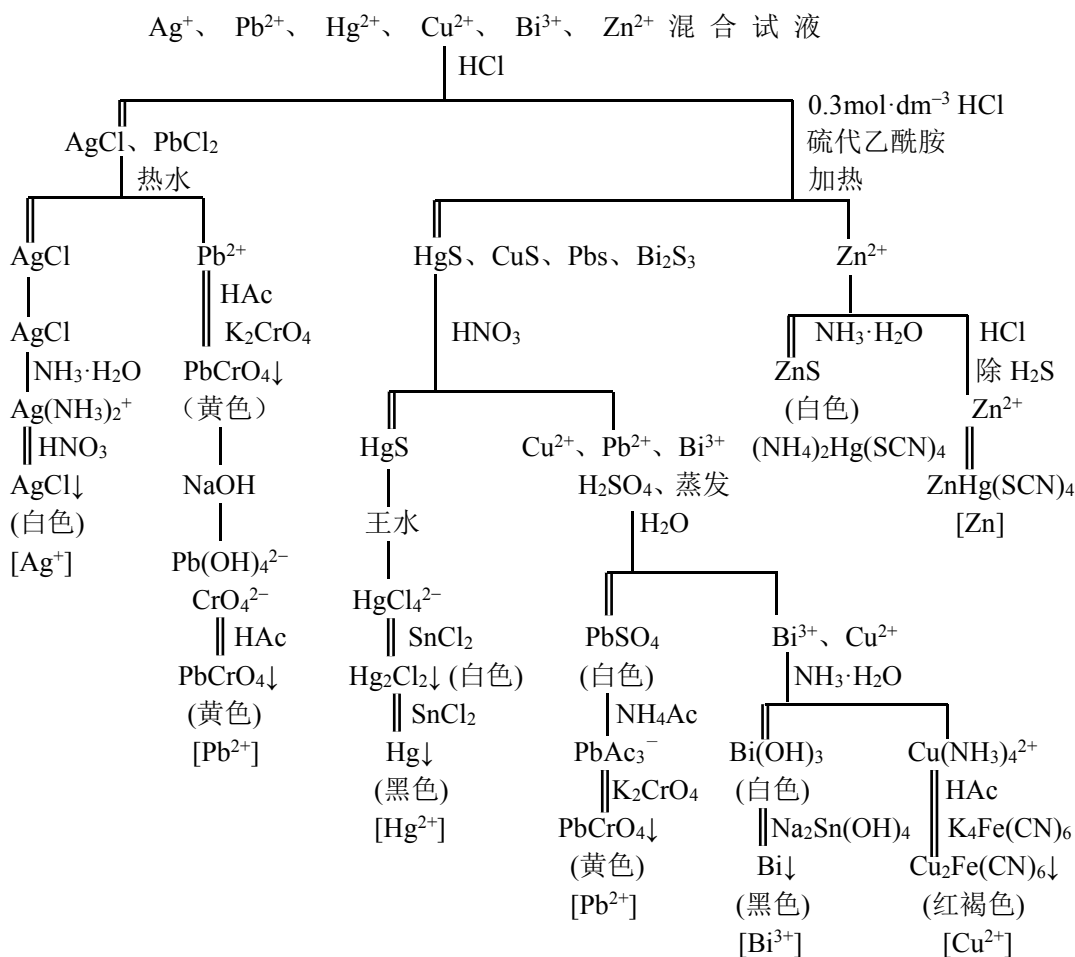 Ag⁺、 Pb²⁺、 Hg²⁺、 Cu²⁺、 Bi³⁺、 Zn²⁺ 混 合 试 液
HCl
0.3mol·dm⁻³ HCl
AgCl、PbCl₂
硫代乙酰胺
热水
加热
AgCl
Pb²⁺
HgS、CuS、Pbs、Bi₂S₃
Zn²⁺
HAc
AgCl
K₂CrO₄
HNO₃
NH₃·H₂O
HCl
NH₃·H₂O
PbCrO₄↓
ZnS
除 H₂S
Ag(NH₃)₂⁺
(黄色)
(白色)
Zn²⁺
HNO₃
HgS
Cu²⁺、Pb²⁺、Bi³⁺
(NH₄)₂Hg(SCN)₄
AgCl↓
NaOH
H₂SO₄、蒸发
ZnHg(SCN)₄
(白色)
王水
H₂O
[Zn]
[Ag⁺]
Pb(OH)₄²⁻
CrO₄²⁻
HgCl₄²⁻
HAc
SnCl₂
PbSO₄
Bi³⁺、Cu²⁺
PbCrO₄↓
Hg₂Cl₂↓ (白色)
(白色)
NH₃·H₂O
(黄色)
SnCl₂
NH₄Ac
[Pb²⁺]
Hg↓
PbAc₃⁻
Bi(OH)₃
Cu(NH₃)₄²⁺
(黑色)
K₂CrO₄
(白色)
HAc
[Hg²⁺]
PbCrO₄↓
Na₂Sn(OH)₄
K₄Fe(CN)₆
(黄色)
Bi↓
Cu₂Fe(CN)₆↓
[Pb²⁺]
(黑色)
(红褐色)
[Bi³⁺]
[Cu²⁺]